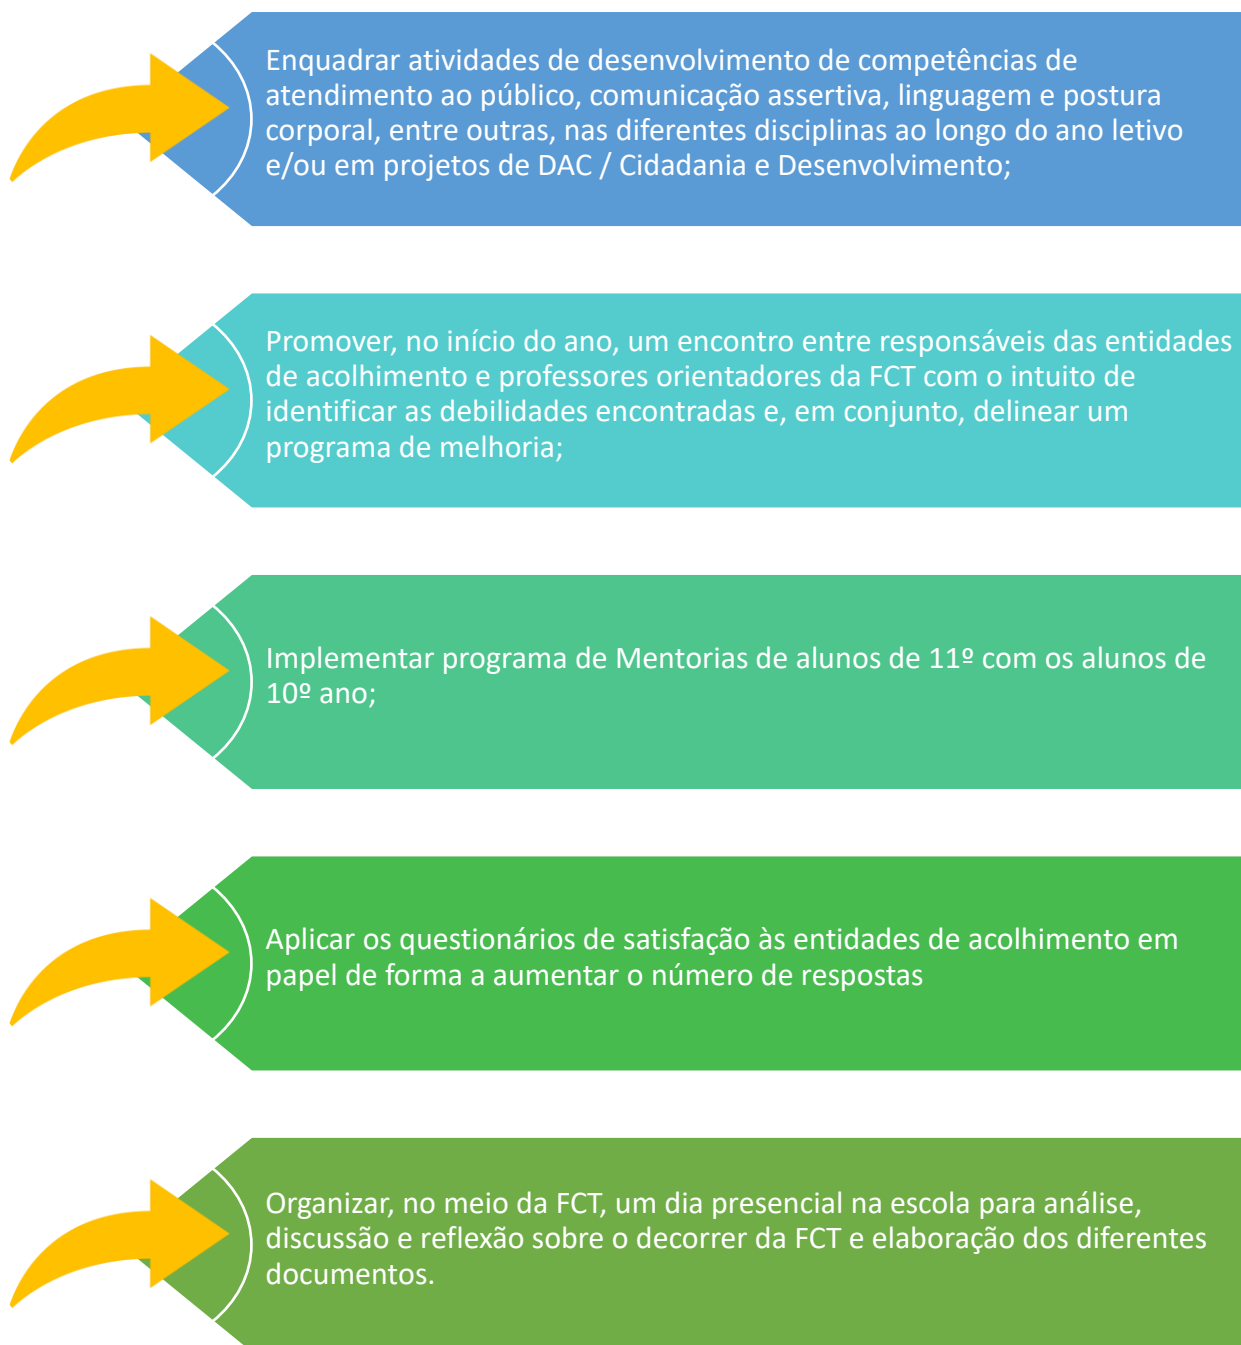 Enquadrar atividades de desenvolvimento de competências de
atendimento ao público, comunicação assertiva, linguagem e postura
corporal, entre outras, nas diferentes disciplinas ao longo do ano letivo
e/ou em projetos de DAC / Cidadania e Desenvolvimento;
Promover, no início do ano, um encontro entre responsáveis das entidades
de acolhimento e professores orientadores da FCT com o intuito de
identificar as debilidades encontradas e, em conjunto, delinear um
programa de melhoria;
Implementar programa de Mentorias de alunos de 11º com os alunos de
10º ano;
Aplicar os questionários de satisfação às entidades de acolhimento em
papel de forma a aumentar o número de respostas
Organizar, no meio da FCT, um dia presencial na escola para análise,
discussão e reflexão sobre o decorrer da FCT e elaboração dos diferentes
documentos.